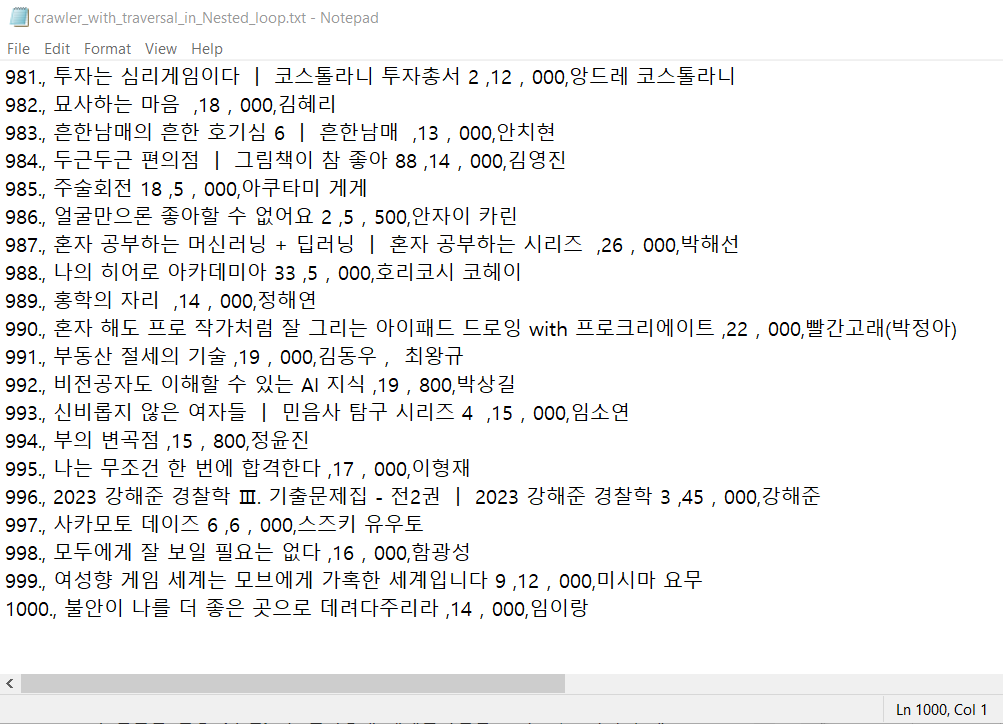 crawler_with_traversal_in_Nested_loop.txt - Notepad
File Edit Format View Help
981., 투자는 심리게임이다 | 코스톨라니 투자총서 2 ,12 , 000,앙드레 코스톨라니
982., 묘사하는 마음 ,18 , 000,김혜리
983., 흔한남매의 흔한 호기심 6 | 흔한남매 ,13 , 000,안치현
984., 두근두근 편의점 | 그림책이 참 좋아 88 ,14 , 000,김영진
985., 주술회전 18 ,5 , 000,아쿠타미 게게
986., 얼굴만으론 좋아할 수 없어요 2 ,5 , 500,안자이 카린
987., 혼자 공부하는 머신러닝 + 딥러닝 | 혼자 공부하는 시리즈 ,26 , 000,박해선
988., 나의 히어로 아카데미아 33 ,5 , 000,호리코시 코헤이
989., 홍학의 자리 ,14 , 000,정해연
990., 혼자 해도 프로 작가처럼 잘 그리는 아이패드 드로잉 with 프로크리에이트 ,22 , 000,빨간고래(박정아)
991., 부동산 절세의 기술 ,19 , 000,김동우 , 최왕규
992., 비전공자도 이해할 수 있는 AI 지식 ,19 , 800,박상길
993., 신비롭지 않은 여자들 | 민음사 탐구 시리즈 4 ,15 , 000,임소연
994., 부의 변곡점 ,15 , 800,정윤진
995., 나는 무조건 한 번에 합격한다 ,17 , 000,이형재
996., 2023 강해준 경찰학 Ⅲ. 기출문제집 - 전2권 | 2023 강해준 경찰학 3 ,45 , 000,강해준
997., 사카모토 데이즈 6 ,6 , 000,스즈키 유우토
998., 모두에게 잘 보일 필요는 없다 ,16 , 000,함광성
999., 여성향 게임 세계는 모브에게 가혹한 세계입니다 9 ,12 , 000,미시마 요무
1000., 불안이 나를 더 좋은 곳으로 데려다주리라 ,14 , 000,임이랑
Ln 1000, Col 1